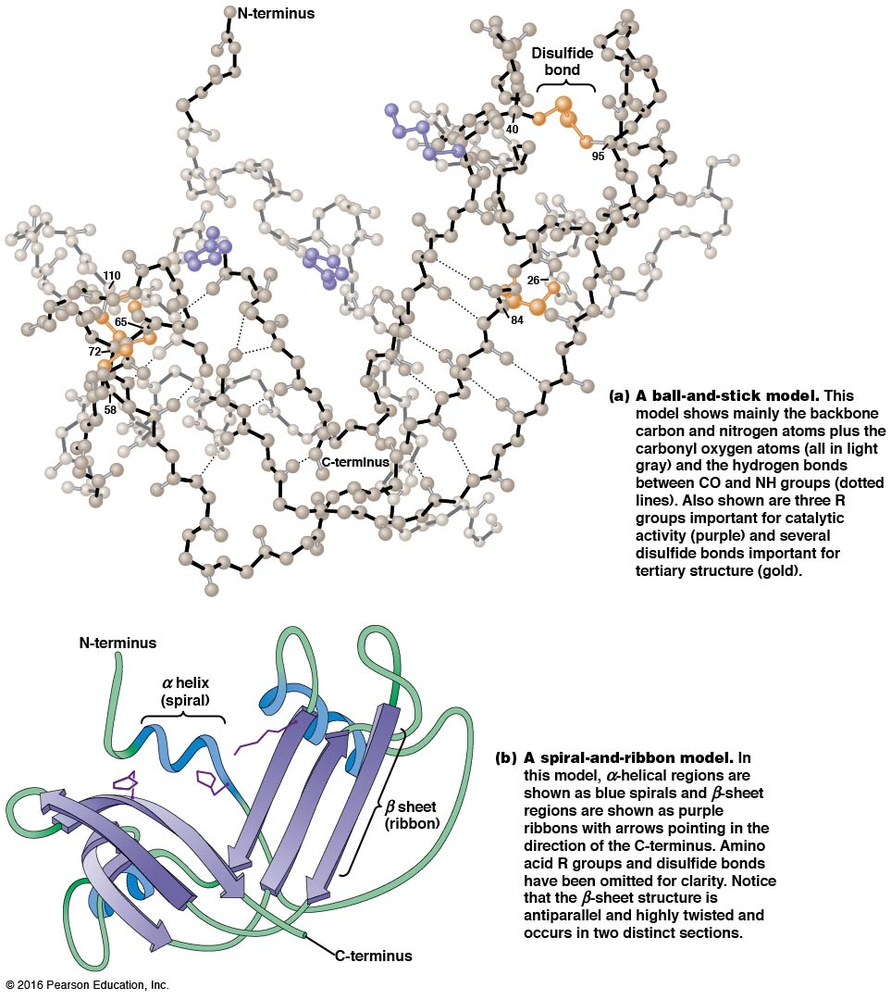 N-terminus
Disulfide
bond
40
95
26
84
110
65
72
58
C-terminus
(a) A ball-and-stick model. This
model shows mainly the backbone
carbon and nitrogen atoms plus the
carbonyl oxygen atoms (all in light
gray) and the hydrogen bonds
between CO and NH groups (dotted
lines). Also shown are three R
groups important for catalytic
activity (purple) and several
disulfide bonds important for
tertiary structure (gold).
N-terminus
α helix
(spiral)
β sheet
(ribbon)
C-terminus
(b) A spiral-and-ribbon model. In
this model, α-helical regions are
shown as blue spirals and β-sheet
regions are shown as purple
ribbons with arrows pointing in the
direction of the C-terminus. Amino
acid R groups and disulfide bonds
have been omitted for clarity. Notice
that the β-sheet structure is
antiparallel and highly twisted and
occurs in two distinct sections.
© 2016 Pearson Education, Inc.